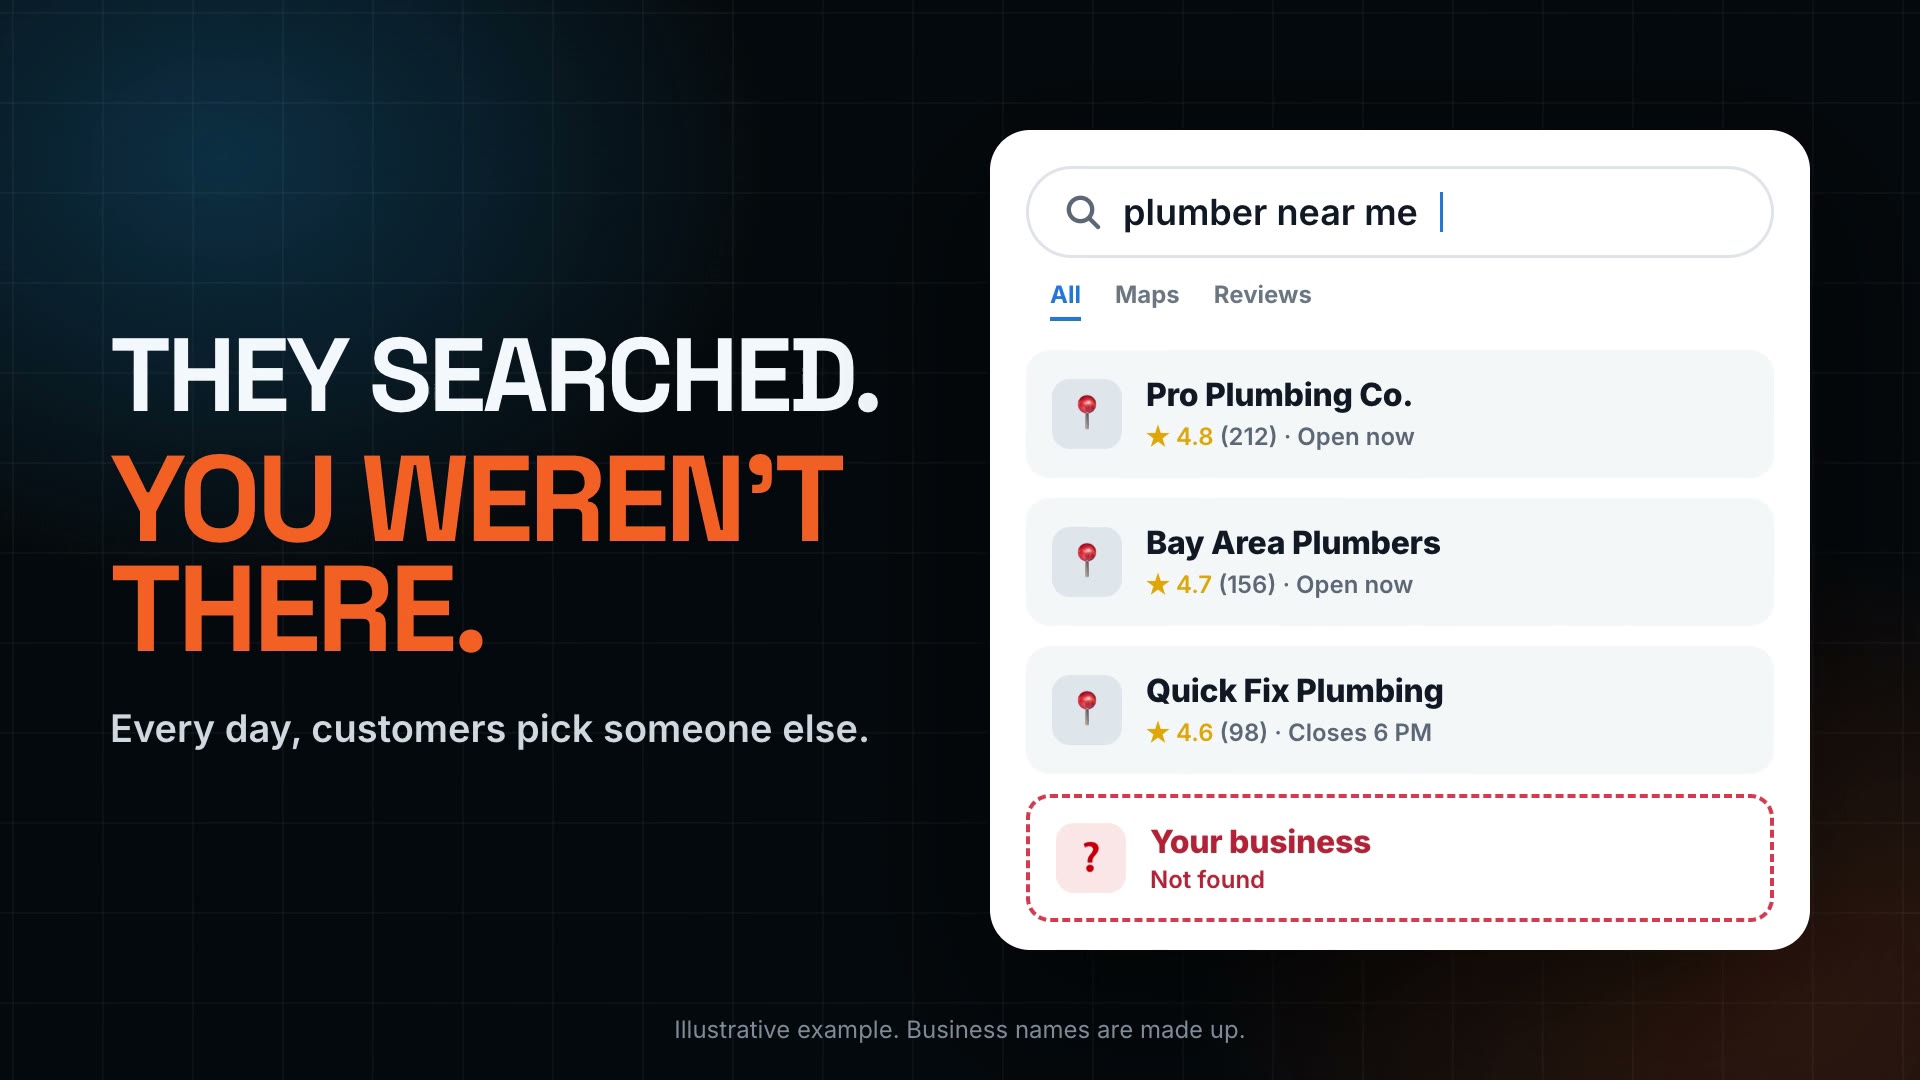 THEY SEARCHED.
YOU WEREN’T
THERE.
Every day, customers pick someone else.
plumber near me
All Maps Reviews
Pro Plumbing Co.
★ 4.8 (212) · Open now
Bay Area Plumbers
★ 4.7 (156) · Open now
Quick Fix Plumbing
★ 4.6 (98) · Closes 6 PM
?
Your business
Not found
Illustrative example. Business names are made up.